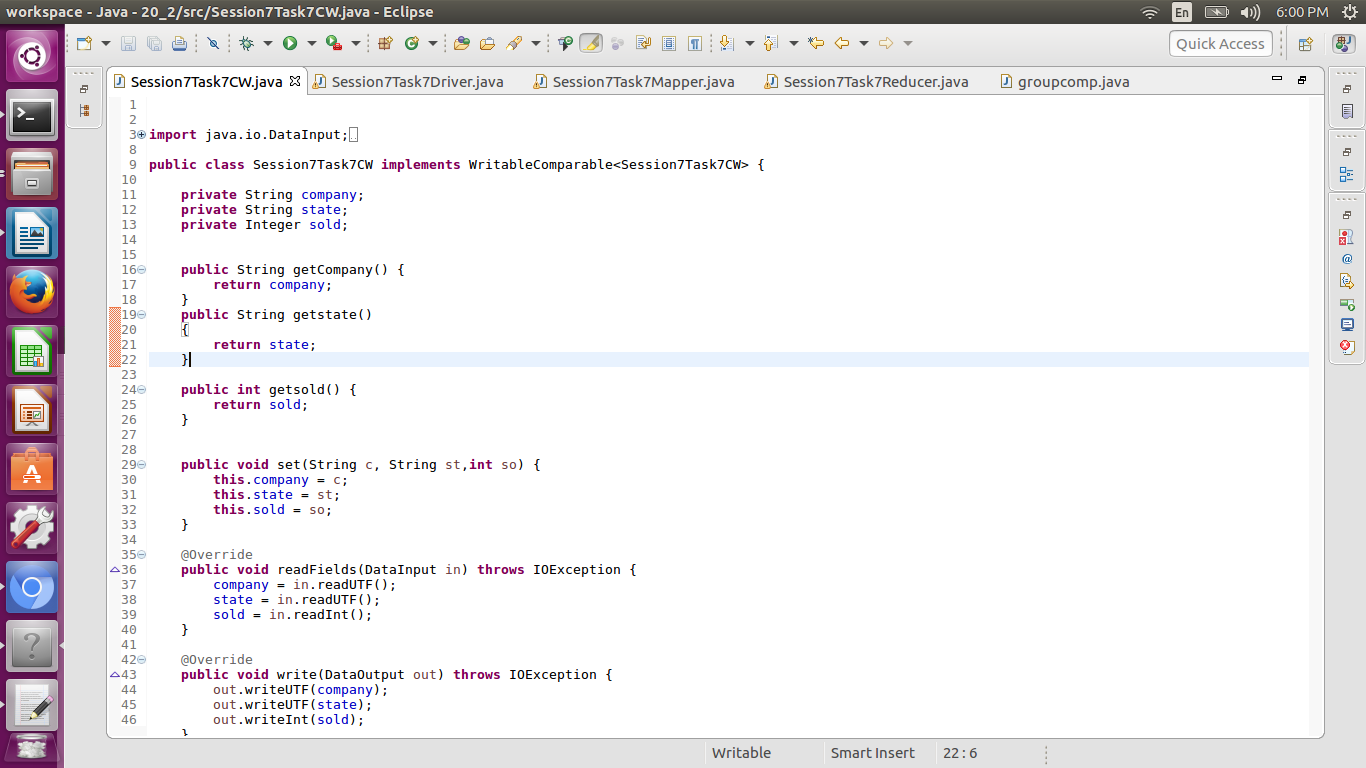 workspace - Java - 20_2/src/Session7Task7CW.java - Eclipse
En
6:00 PM
Quick Access
Session7Task7CW.java
Session7Task7Driver.java
Session7Task7Mapper.java
Session7Task7Reducer.java
groupcomp.java
1
2
3 import java.io.DataInput;
8
9 public class Session7Task7CW implements WritableComparable<Session7Task7CW> {
10
11 private String company;
12 private String state;
13 private Integer sold;
14
15
16 public String getCompany() {
17 return company;
18 }
19 public String getstate()
20 {
21 return state;
22 }
23
24 public int getsold() {
25 return sold;
26 }
27
28
29 public void set(String c, String st,int so) {
30 this.company = c;
31 this.state = st;
32 this.sold = so;
33 }
34
35 @Override
36 public void readFields(DataInput in) throws IOException {
37 company = in.readUTF();
38 state = in.readUTF();
39 sold = in.readInt();
40 }
41
42 @Override
43 public void write(DataOutput out) throws IOException {
44 out.writeUTF(company);
45 out.writeUTF(state);
46 out.writeInt(sold);
}
Writable
Smart Insert
22 : 6